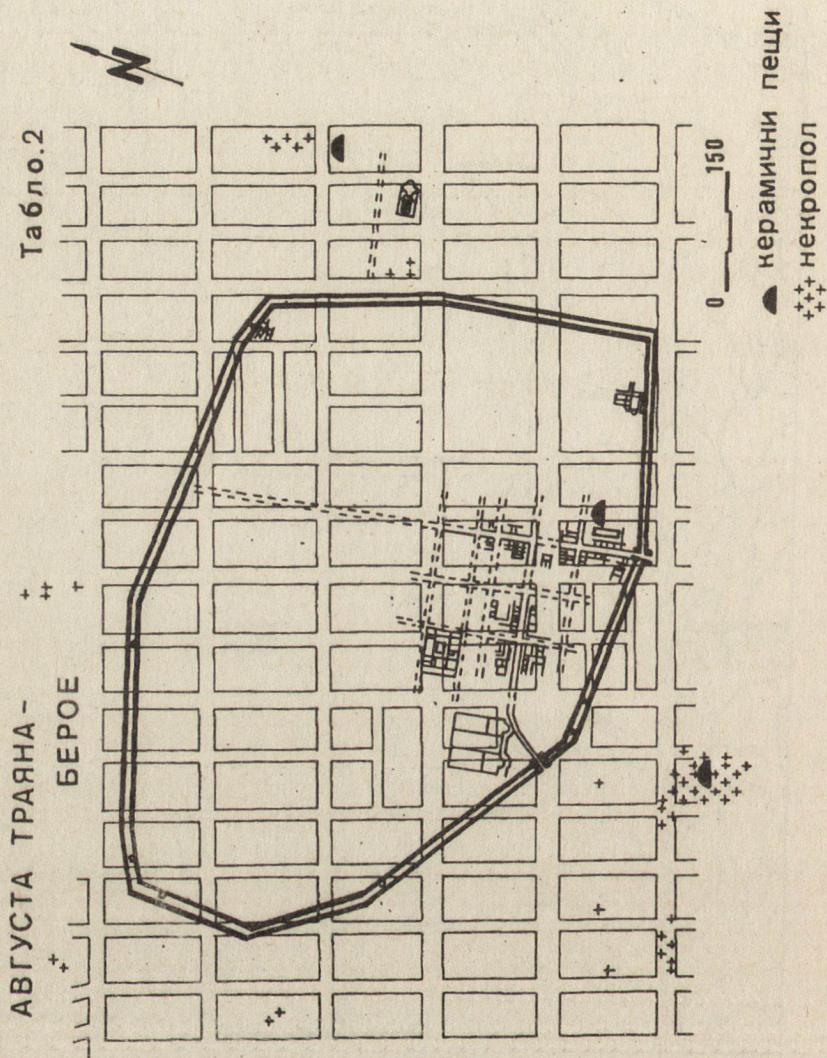 АВГУСТА ТРАЯНА–
БЕРОЕ
Табло.2
N
0 150
керамични пещи
некропол